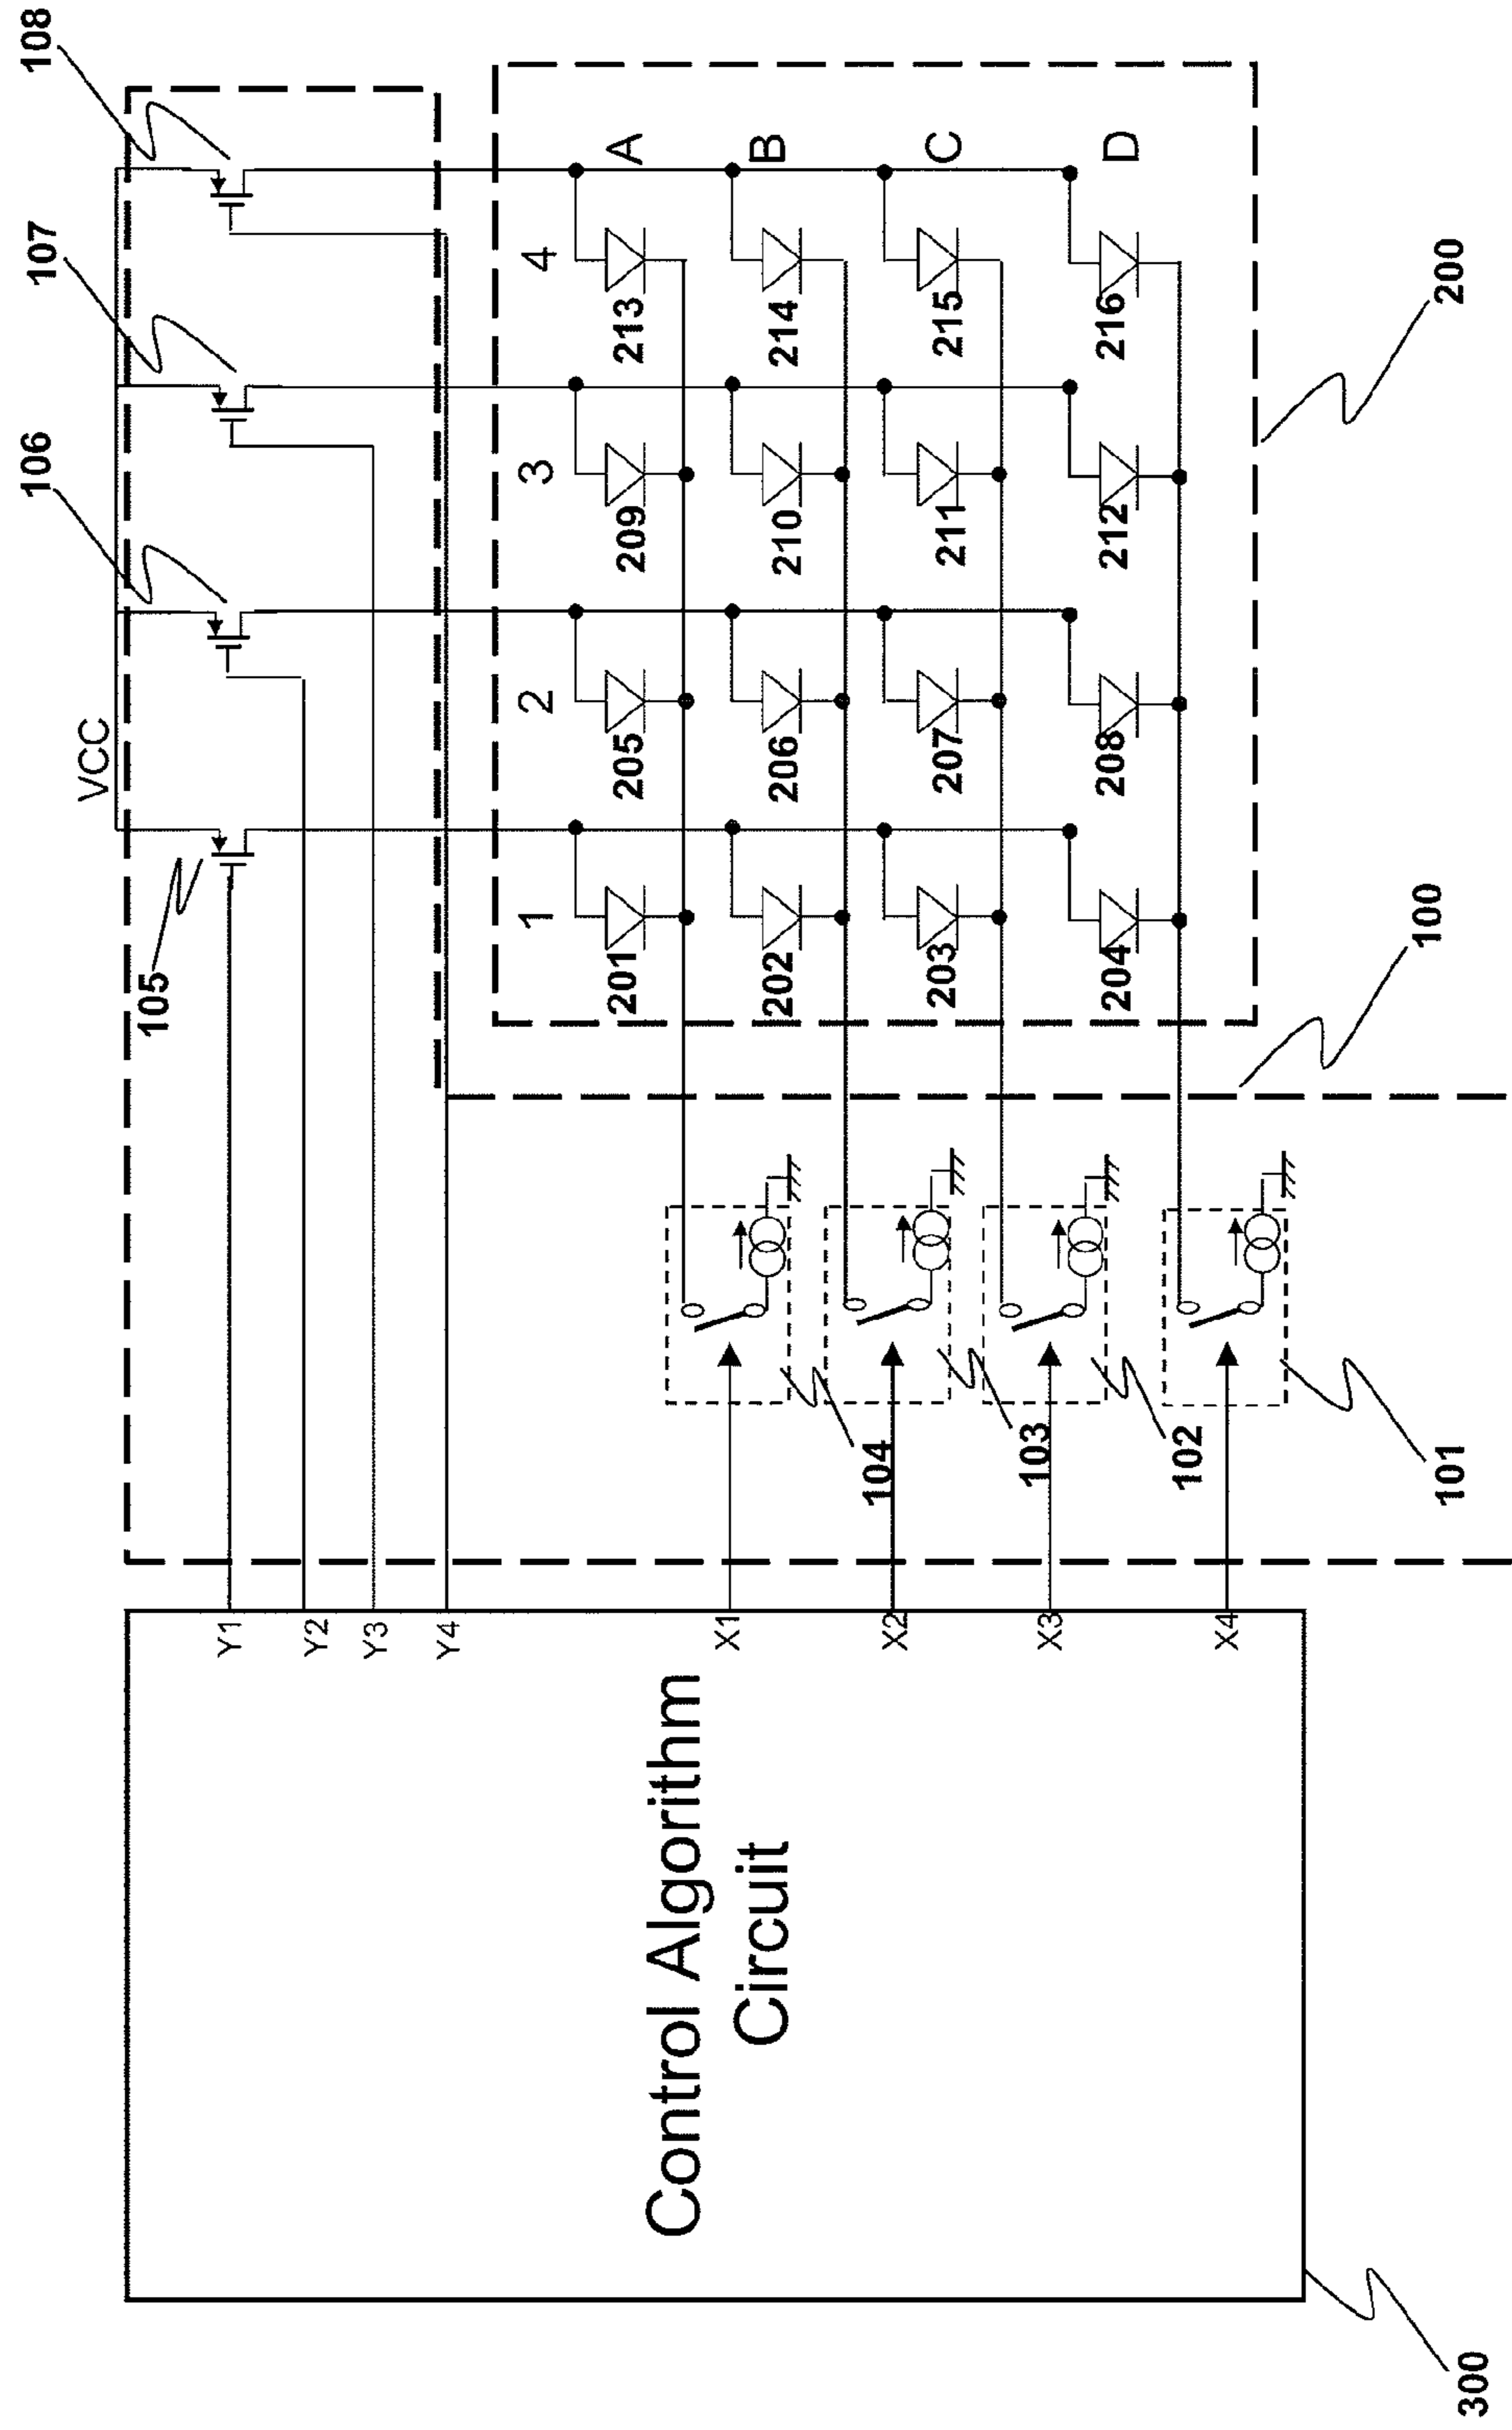 106 107 108
VCC
105
Y1
Y2
Y3
Y4
1 2 3 4
201 205 209 213 A
Control Algorithm
Circuit
X1
202 206 210 214 B
104
X2
203 207 211 215 C
103
X3
204 208 212 216 D
102
X4
300 101 100 200